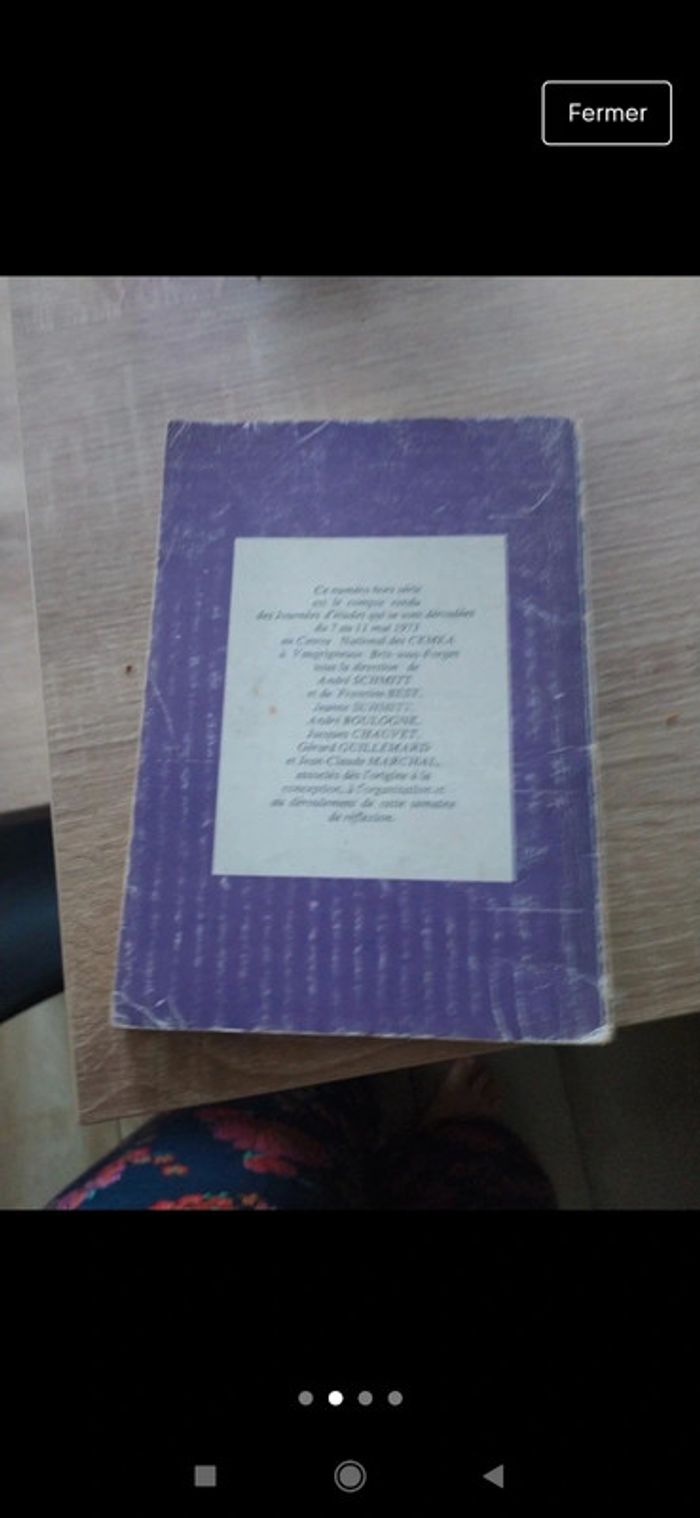 Fermer
Ce numéro hors série
est le compte rendu
des Journées d'études qui se sont déroulées
du 7 au 11 mai 1973
au Centre National des CEMEA
à Vaugrigneuse Briis-sous-Forges
sous la direction de
André SCHMITT
et de Francine BEST,
Jeanne SCHMITT,
André BOULOGNE,
Jacques CHAUVET,
Gérard GUILLEMARD
et Jean-Claude MARCHAL,
associés dès l'origine à la
conception, à l'organisation et
au déroulement de cette semaine
de réflexion.